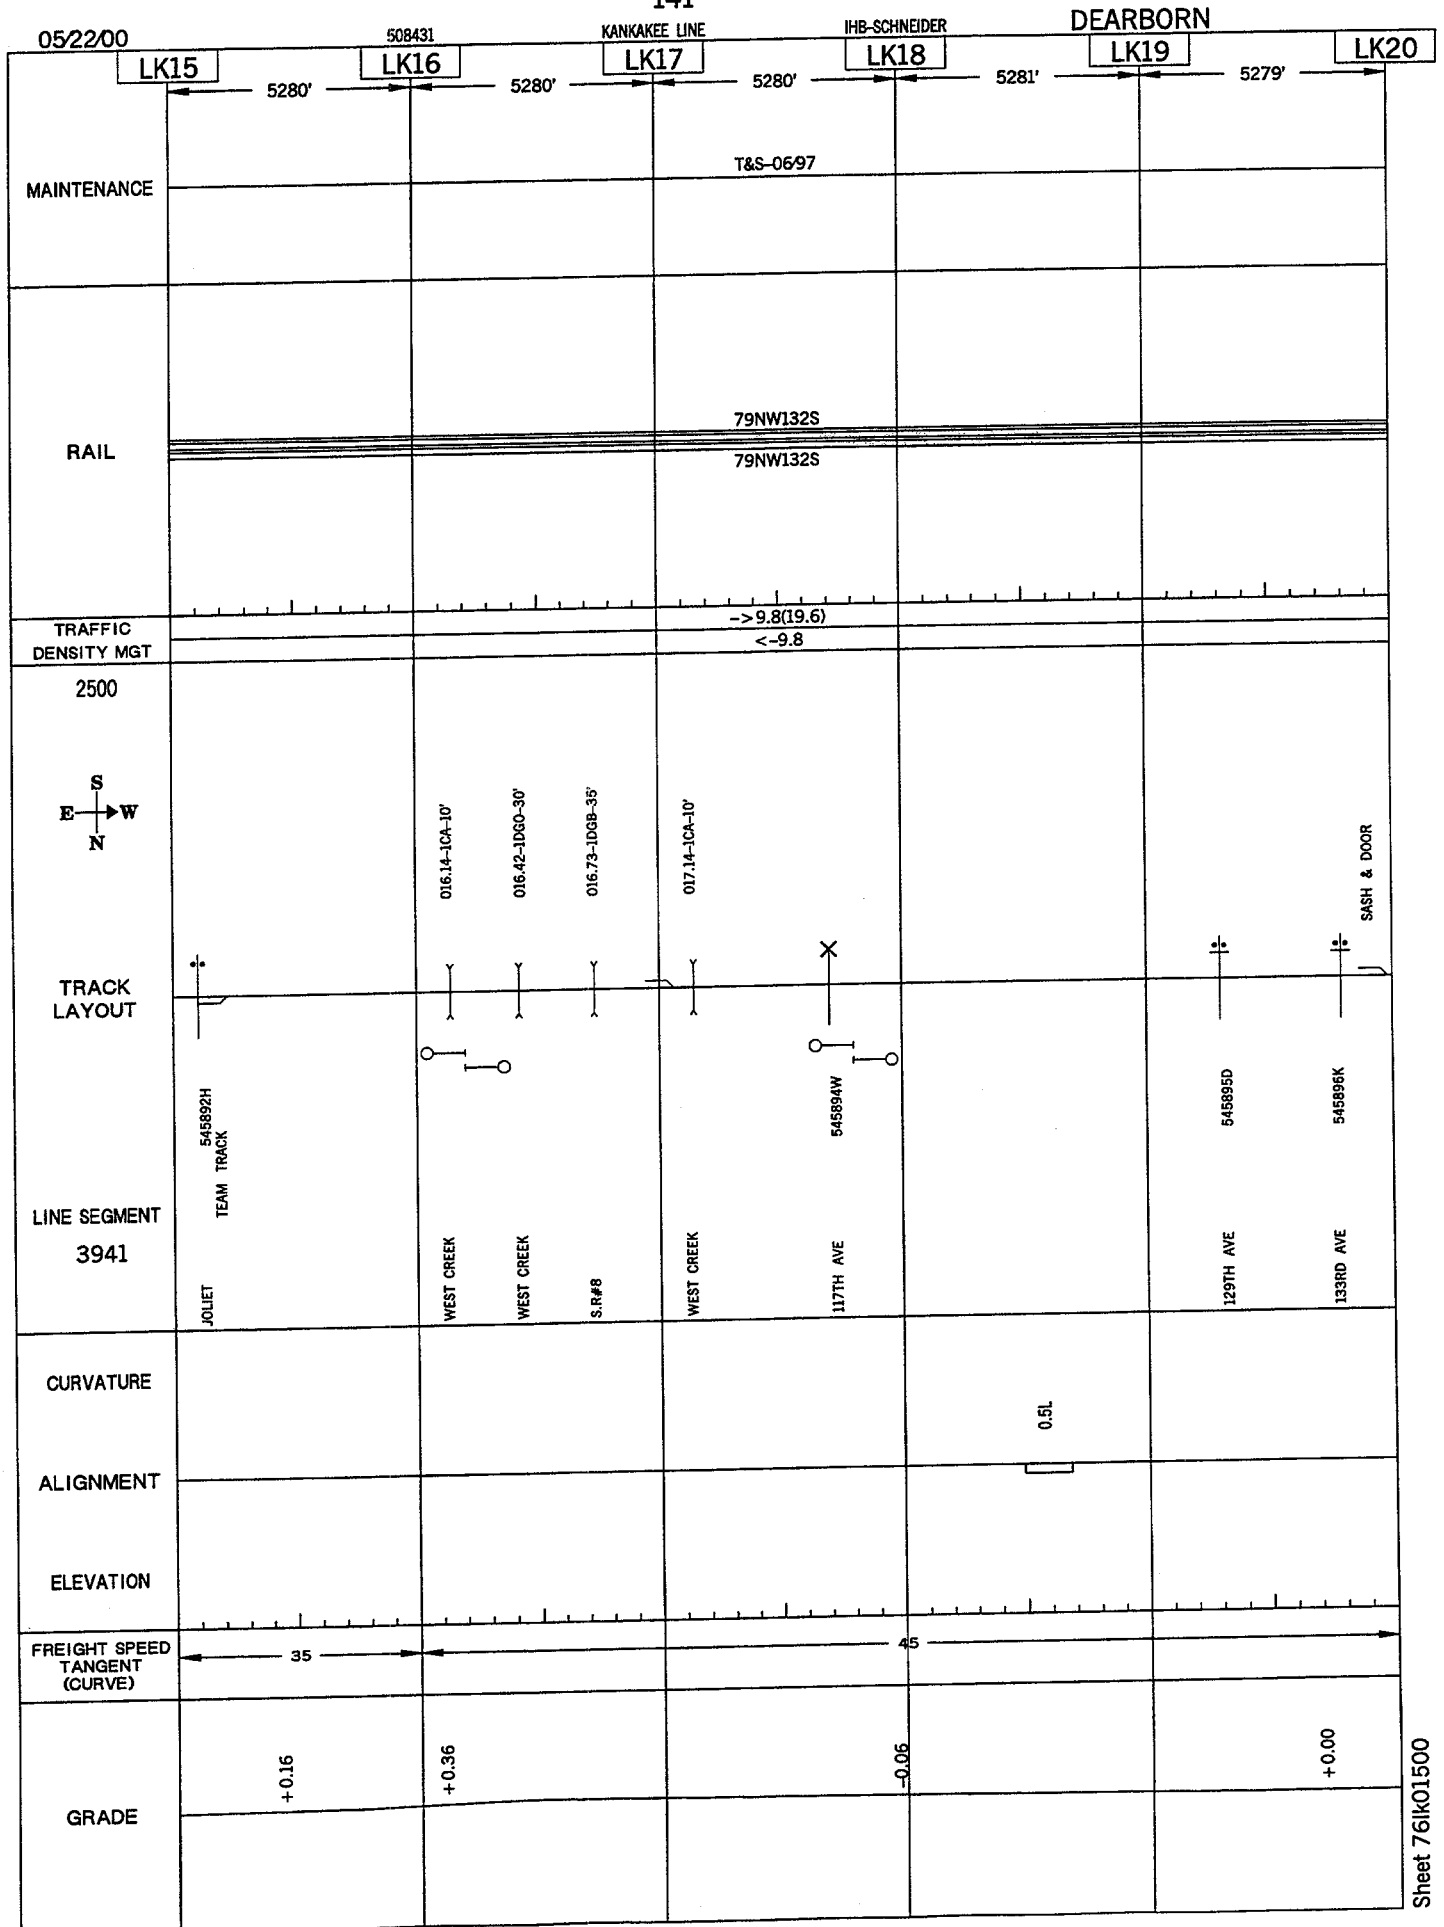 141
05/22/00
508431
KANKAKEE LINE
IHB-SCHNEIDER
DEARBORN
LK15
LK16
LK17
LK18
LK19
LK20
5280'
5280'
5280'
5281'
5279'
MAINTENANCE
T&S-06/97
RAIL
79NW132S
79NW132S
TRAFFIC
DENSITY MGT
->9.8(19.6)
<-9.8
2500
S
E
W
N
016.14-1CA-10'
016.42-1DGO-30'
016.73-1DGB-35'
017.14-1CA-10'
SASH & DOOR
TRACK
LAYOUT
545892H
TEAM TRACK
545894W
545895D
545896K
LINE SEGMENT
3941
JOLIET
WEST CREEK
WEST CREEK
S.R#8
WEST CREEK
117TH AVE
129TH AVE
133RD AVE
CURVATURE
0.5L
ALIGNMENT
ELEVATION
FREIGHT SPEED
TANGENT
(CURVE)
35
45
GRADE
+0.16
+0.36
-0.06
+0.00
Sheet 76lk01500